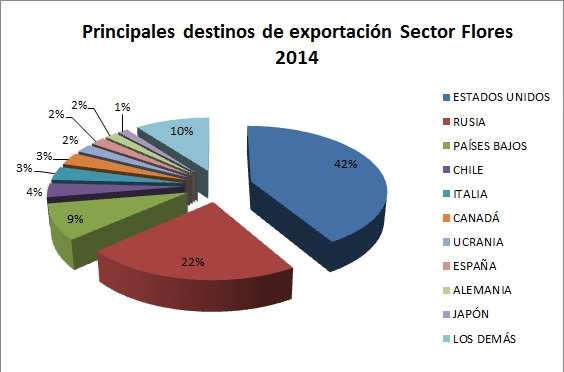 Principales destinos de exportación Sector Flores
2014
42%
22%
9%
4%
3%
3%
2%
2%
2%
1%
10%
ESTADOS UNIDOS
RUSIA
PAÍSES BAJOS
CHILE
ITALIA
CANADÁ
UCRANIA
ESPAÑA
ALEMANIA
JAPÓN
LOS DEMÁS